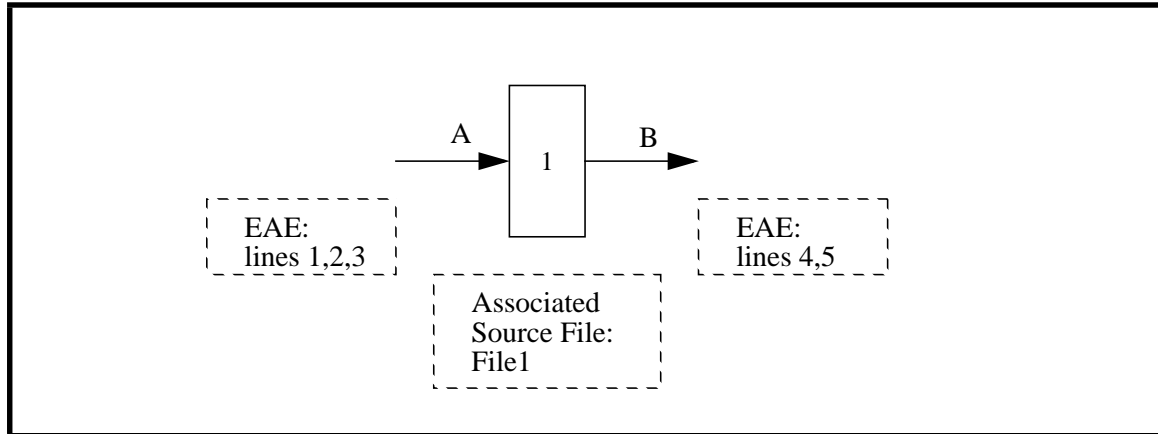 A
B
1
EAE:
lines 1,2,3
EAE:
lines 4,5
Associated
Source File:
File1